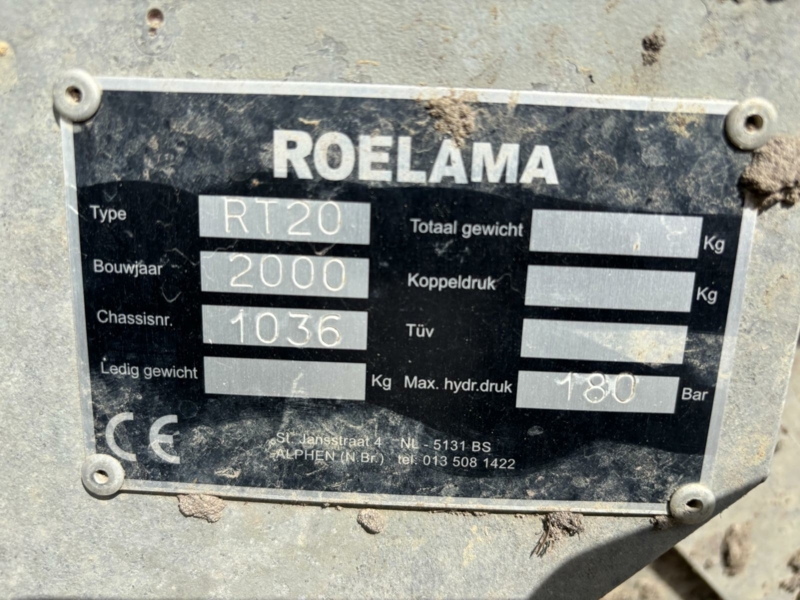 ROELAMA
Type RT20
Bouwjaar 2000
Chassisnr. 1036
Ledig gewicht Kg
Totaal gewicht Kg
Koppeldruk Kg
Tüv
Max. hydr.druk 180 Bar
CE
St. Jansstraat 4 NL - 5131 BS
ALPHEN (N.Br.) tel. 013 508 1422